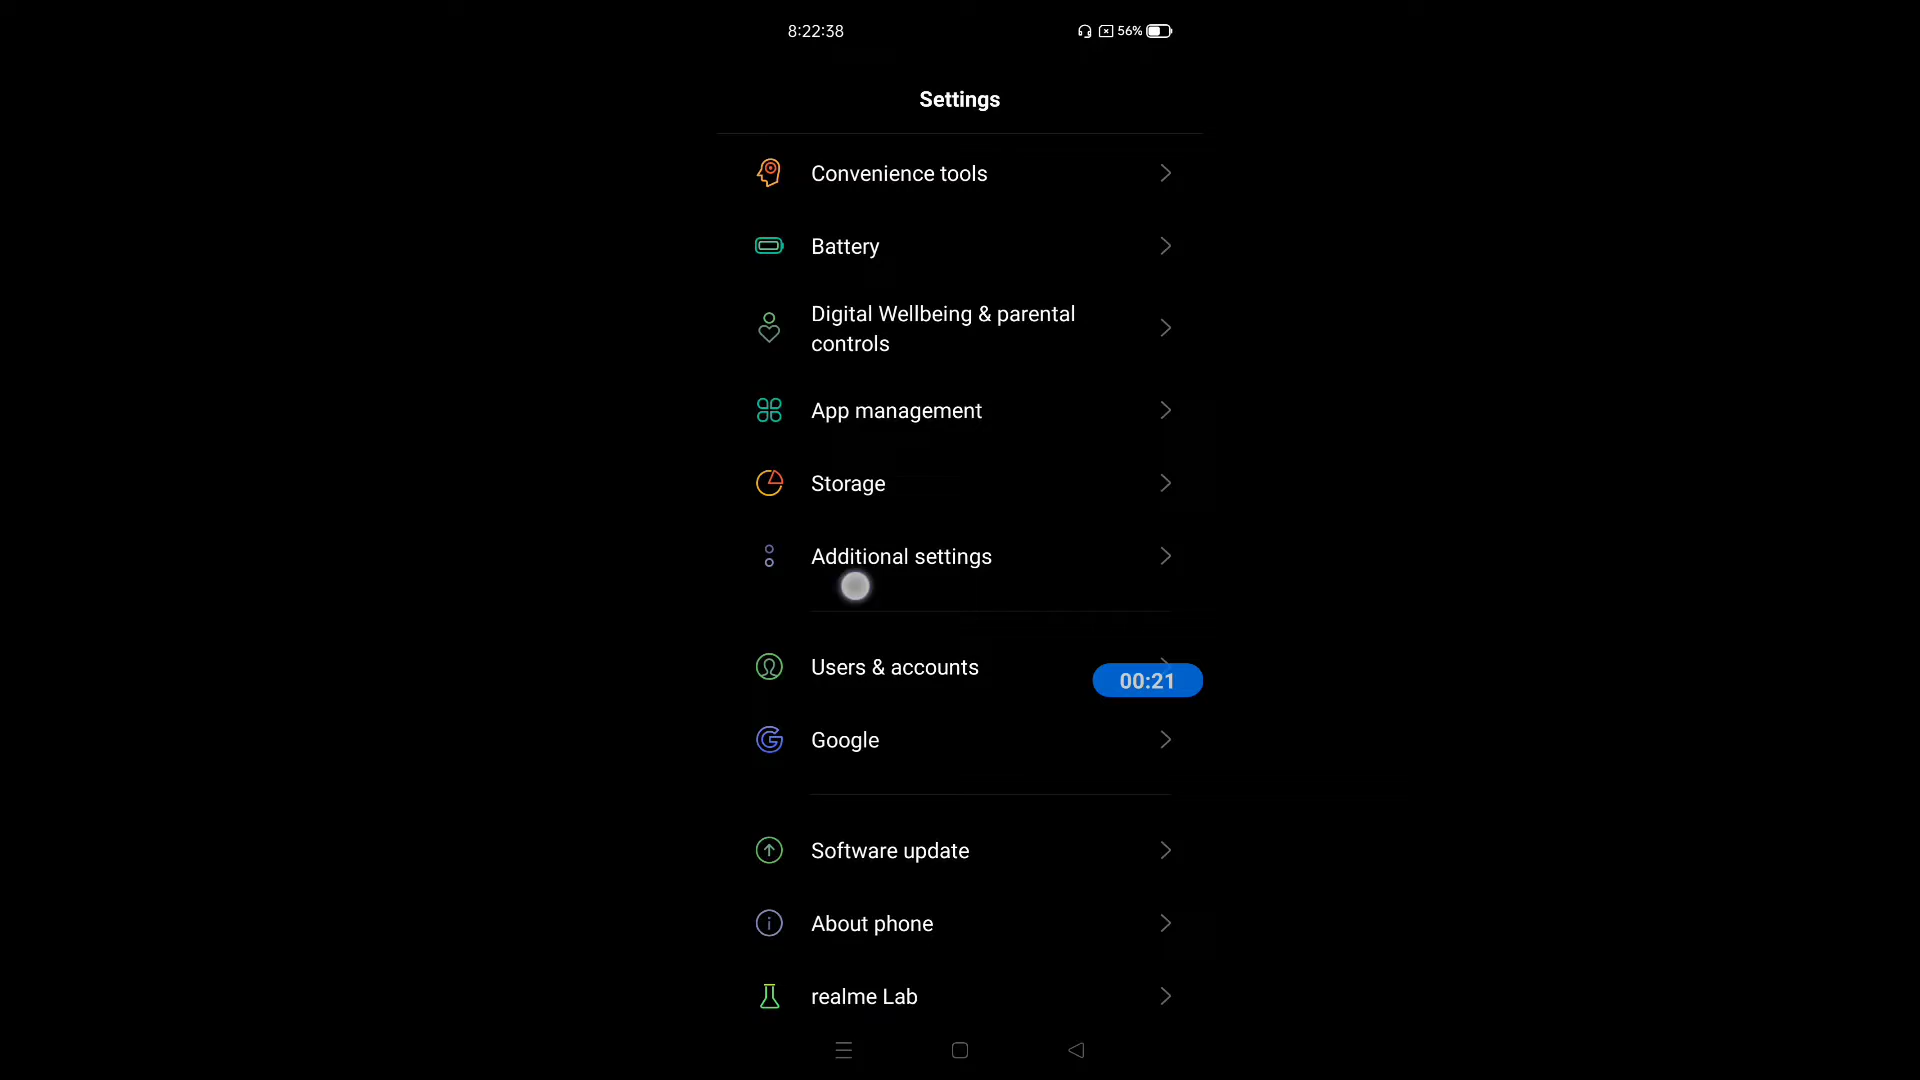 8:22:38
56%
Settings
Convenience tools
Battery
Digital Wellbeing & parental
controls
App management
Storage
Additional settings
Users & accounts
00:21
Google
Software update
About phone
realme Lab